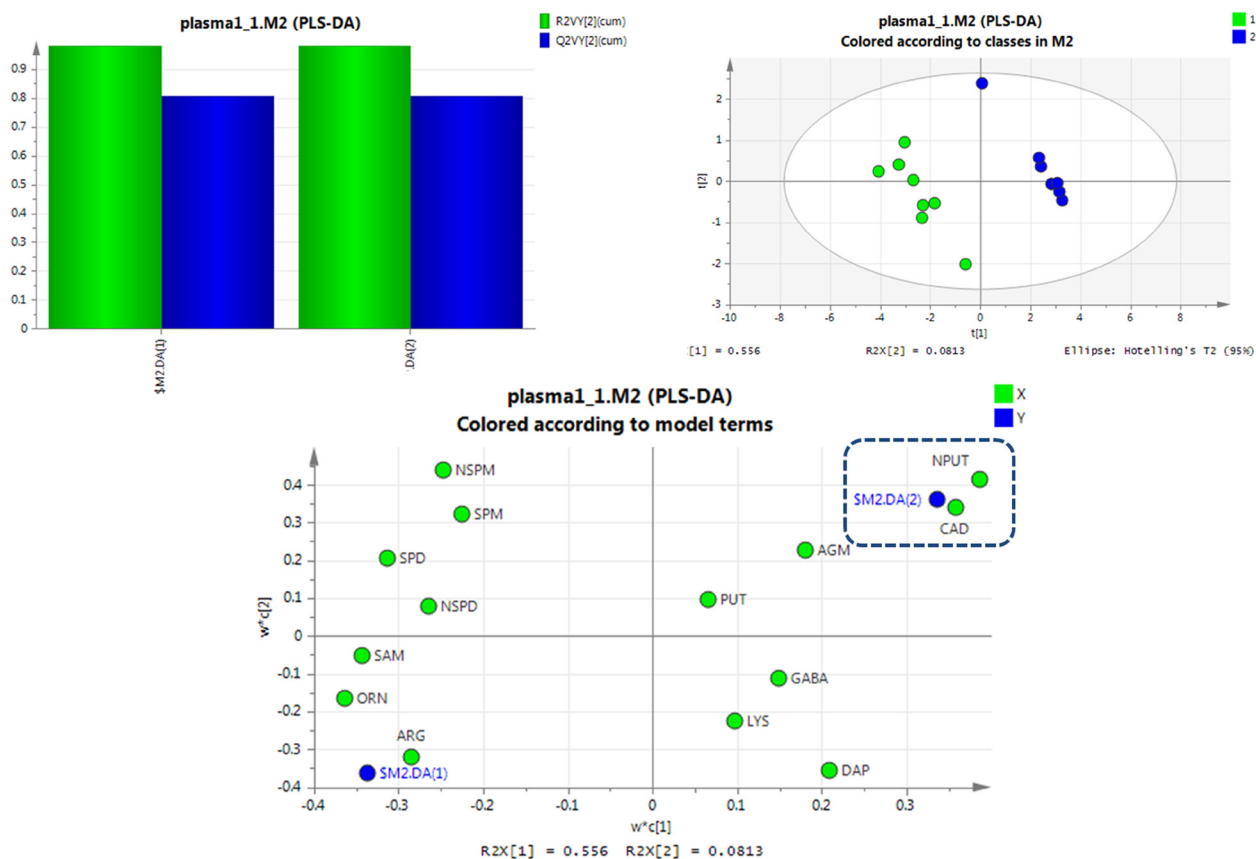 plasma1_1.M2 (PLS-DA)
R2VY[2](cum)
Q2VY[2](cum)
0.9
0.8
0.7
0.6
0.5
0.4
0.3
0.2
0.1
0
$M2.DA(1)
.DA(2)
plasma1_1.M2 (PLS-DA)
Colored according to classes in M2
1
2
t[2]
2
1
0
-1
-2
-3
-10 -8 -6 -4 -2 0 2 4 6 8
t[1]
[1] = 0.556 R2X[2] = 0.0813 Ellipse: Hotelling's T2 (95%)
plasma1_1.M2 (PLS-DA)
Colored according to model terms
X
Y
w*c[2]
0.4
0.3
0.2
0.1
0
-0.1
-0.2
-0.3
-0.4
NSPM
SPM
SPD
NSPD
SAM
ORN
ARG
$M2.DA(1)
NPUT
$M2.DA(2)
CAD
AGM
PUT
GABA
LYS
DAP
-0.4 -0.3 -0.2 -0.1 0 0.1 0.2 0.3
w*c[1]
R2X[1] = 0.556 R2X[2] = 0.0813